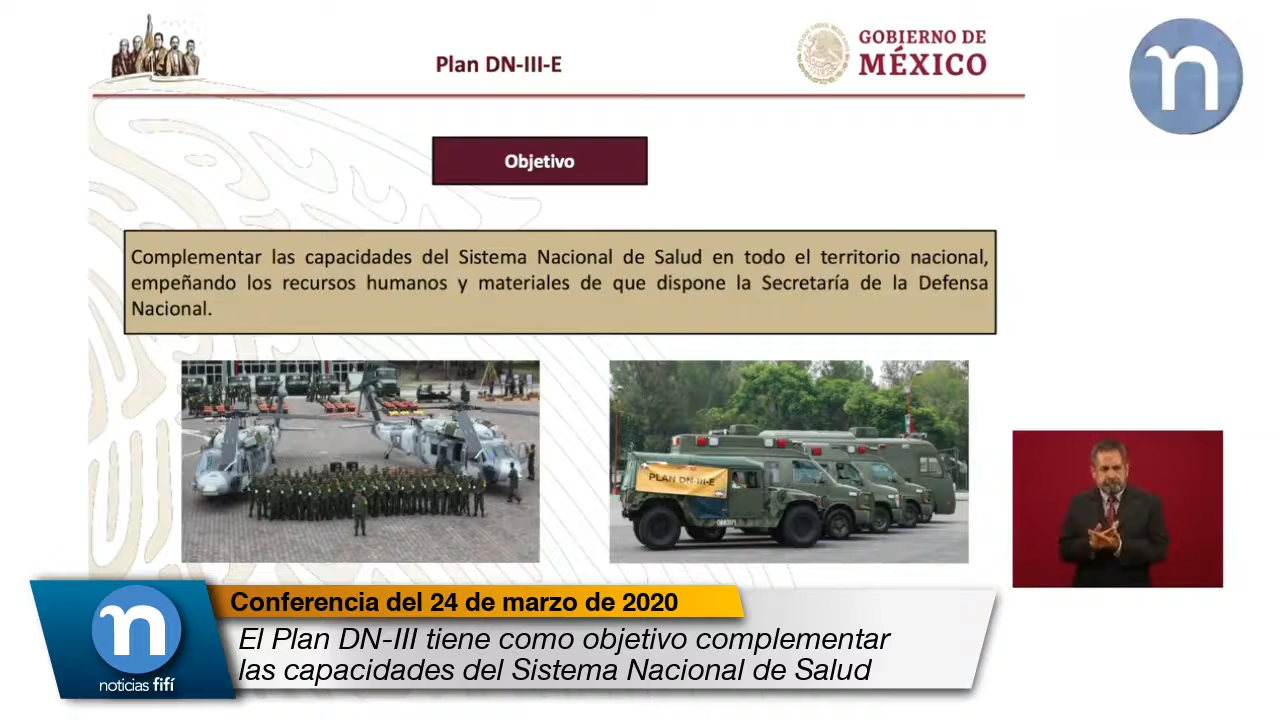 Plan DN-III-E
GOBIERNO DE
MÉXICO
n
Objetivo
Complementar las capacidades del Sistema Nacional de Salud en todo el territorio nacional,
empeñando los recursos humanos y materiales de que dispone la Secretaría de la Defensa
Nacional.
PLAN DN-III-E
n
noticias fifí
Conferencia del 24 de marzo de 2020
El Plan DN-III tiene como objetivo complementar
las capacidades del Sistema Nacional de Salud